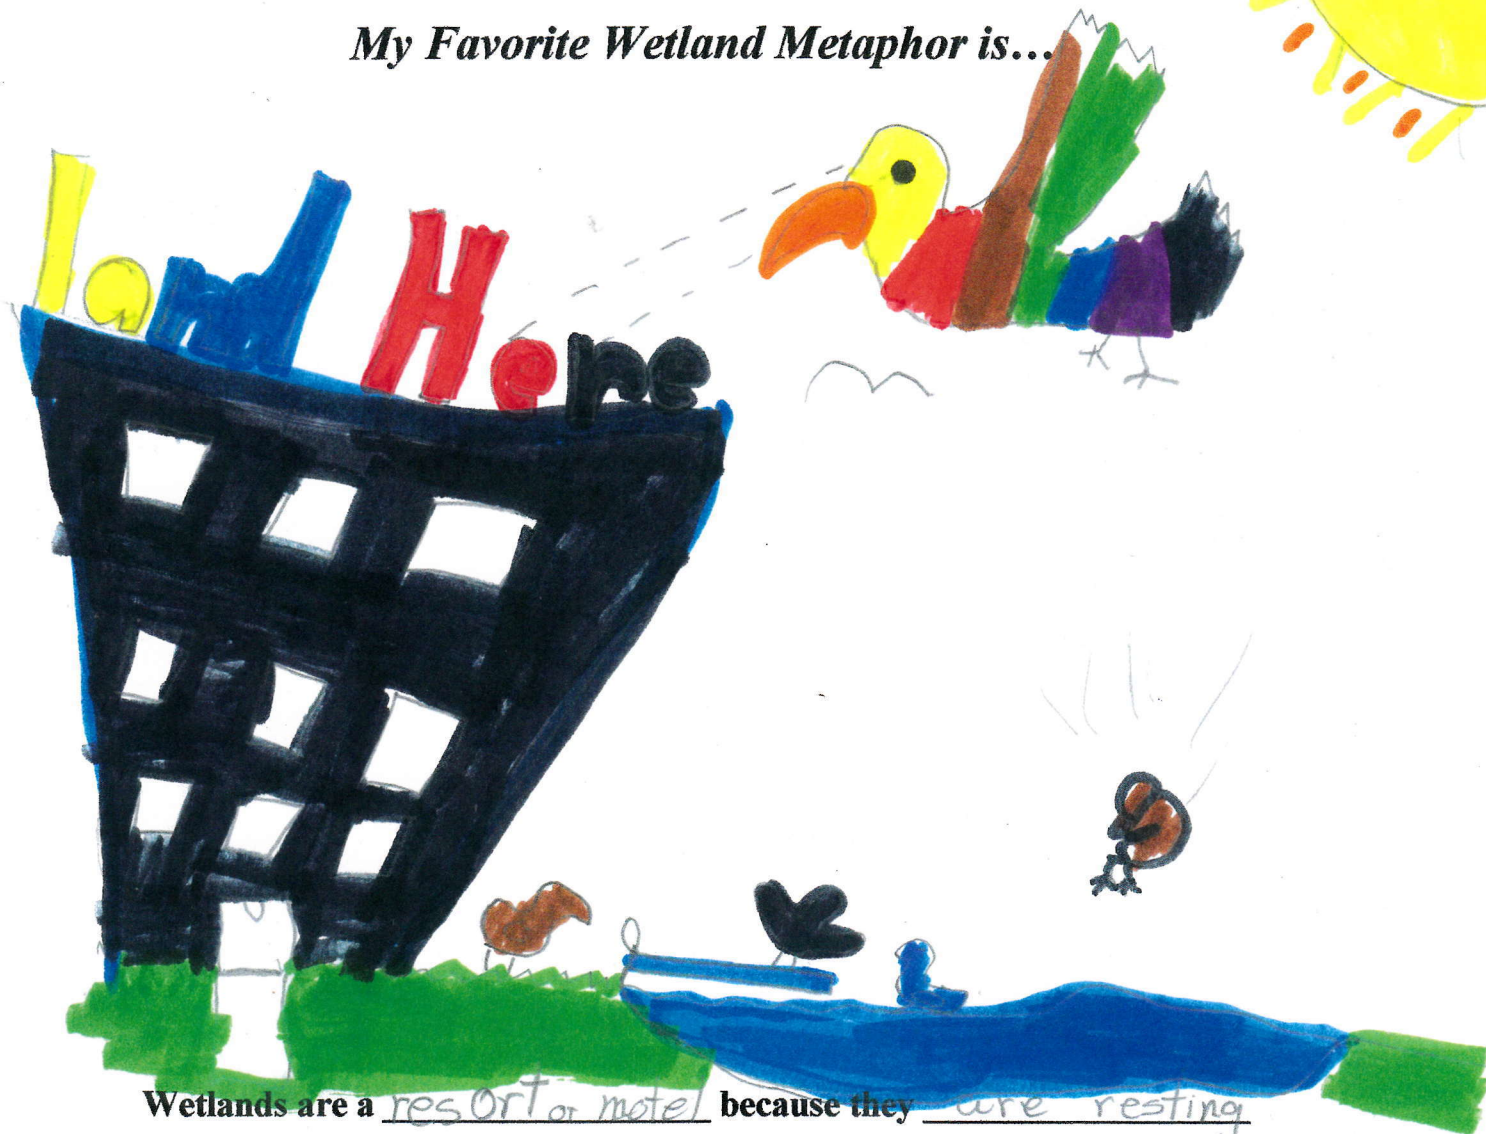 My Favorite Wetland Metaphor is...
land Here
Wetlands are a resort or motel because they are resting